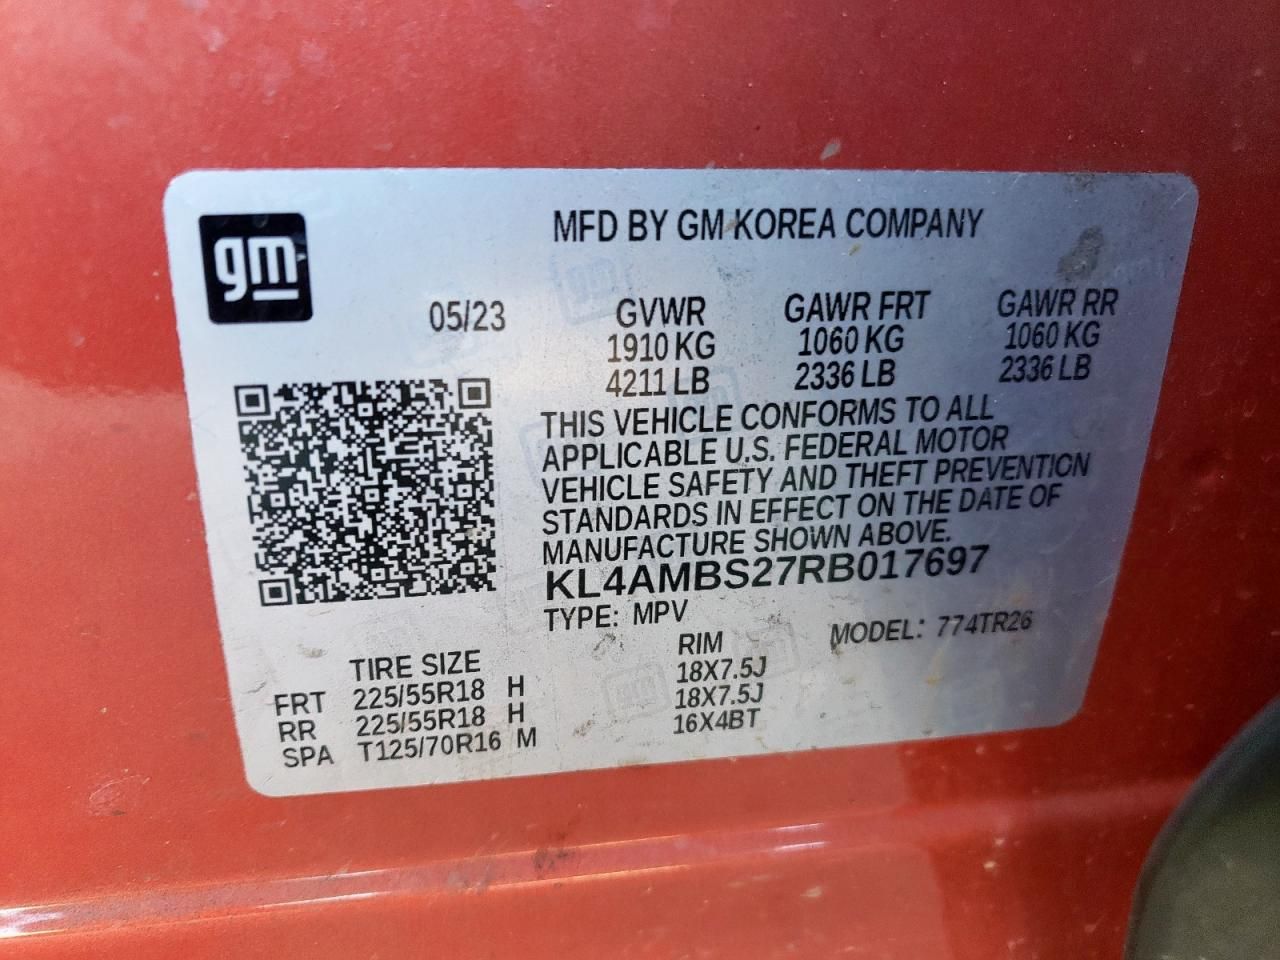 gm
MFD BY GM KOREA COMPANY
05/23 GVWR GAWR FRT GAWR RR
1910 KG 1060 KG 1060 KG
4211 LB 2336 LB 2336 LB
THIS VEHICLE CONFORMS TO ALL
APPLICABLE U.S. FEDERAL MOTOR
VEHICLE SAFETY AND THEFT PREVENTION
STANDARDS IN EFFECT ON THE DATE OF
MANUFACTURE SHOWN ABOVE.
KL4AMBS27RB017697
TYPE: MPV MODEL: 774TR26
TIRE SIZE RIM
FRT 225/55R18 H 18X7.5J
RR 225/55R18 H 18X7.5J
SPA T125/70R16 M 16X4BT